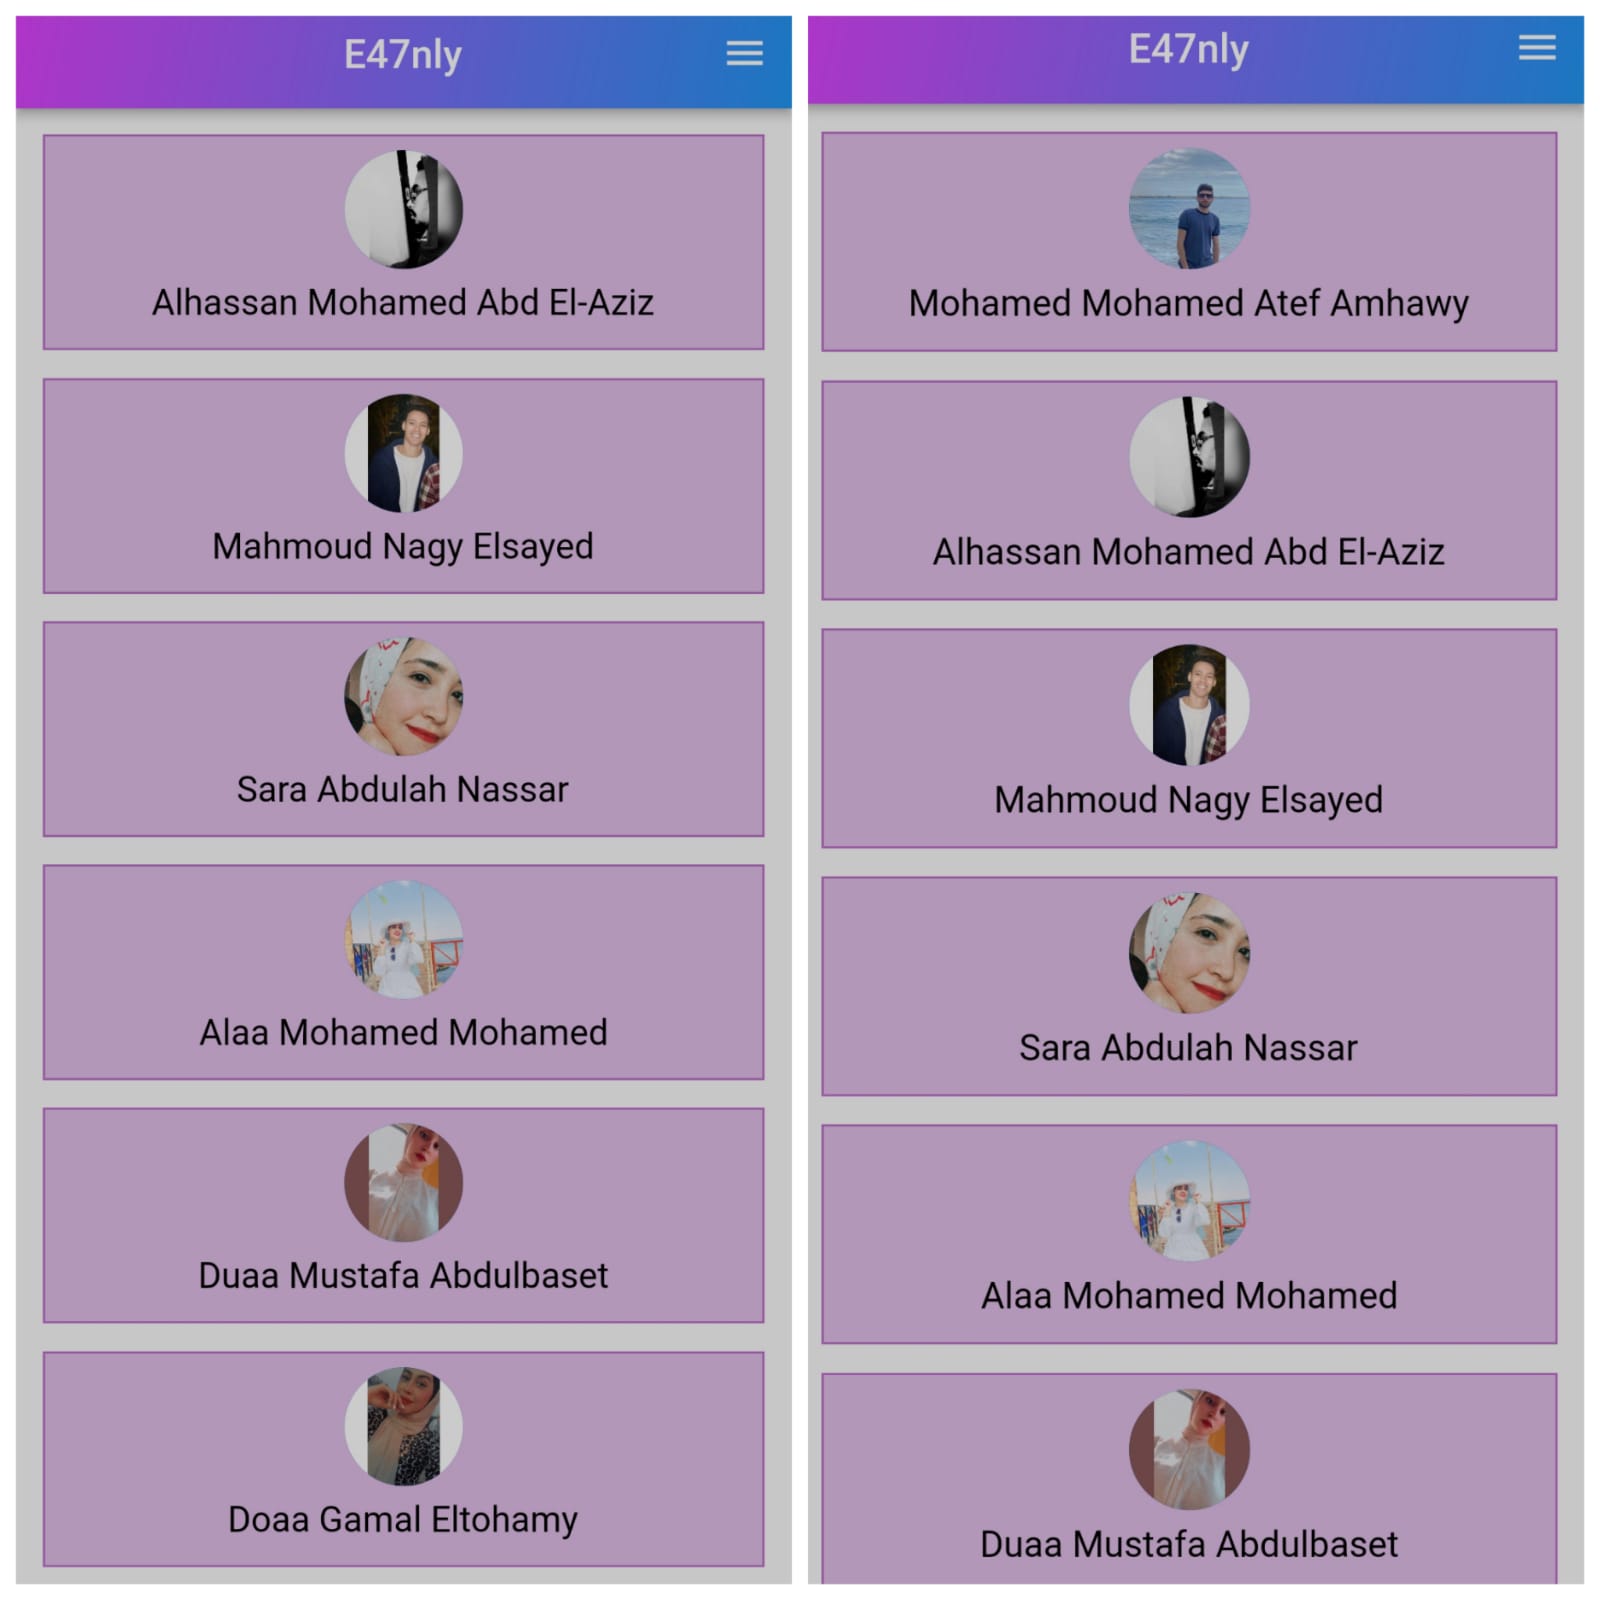 E47nly
Alhassan Mohamed Abd El-Aziz
Mahmoud Nagy Elsayed
Sara Abdulah Nassar
Alaa Mohamed Mohamed
Duaa Mustafa Abdulbaset
Doaa Gamal Eltohamy
E47nly
Mohamed Mohamed Atef Amhawy
Alhassan Mohamed Abd El-Aziz
Mahmoud Nagy Elsayed
Sara Abdulah Nassar
Alaa Mohamed Mohamed
Duaa Mustafa Abdulbaset